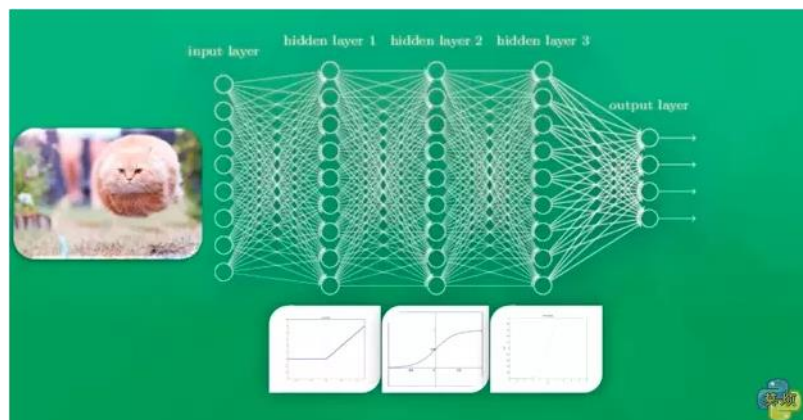 input layer
hidden layer 1
hidden layer 2
hidden layer 3
output layer